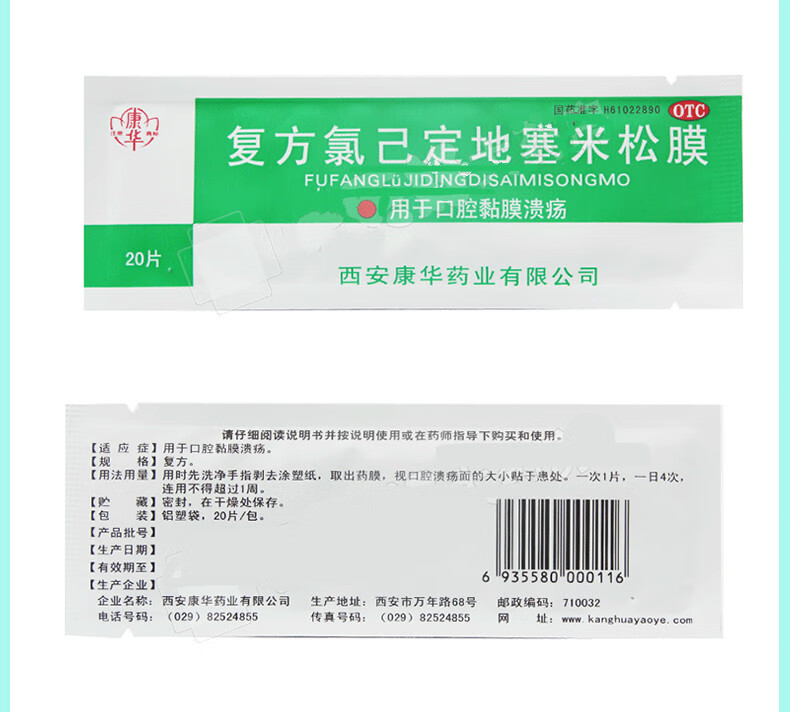 国药准字 H61022890 OTC
康华
复方氯己定地塞米松膜
FUFANGLüJIDINGDISAIMISONGMO
用于口腔黏膜溃疡
20片
西安康华药业有限公司
请仔细阅读说明书并按说明使用或在药师指导下购买和使用。
【适应症】用于口腔黏膜溃疡。
【规格】复方。
【用法用量】用时先洗净手指剥去涂塑纸，取出药膜，视口腔溃疡面的大小贴于患处。一次1片，一日4次，
连用不得超过1周。
【贮藏】密封，在干燥处保存。
【包装】铝塑袋，20片/包。
【产品批号】
【生产日期】
【有效期至】
【生产企业】
6 935580 000116
企业名称：西安康华药业有限公司 生产地址：西安市万年路68号 邮政编码：710032
电话号码：（029）82524855 传真号码：（029）82524855 网址：www.kanghuayaoye.com